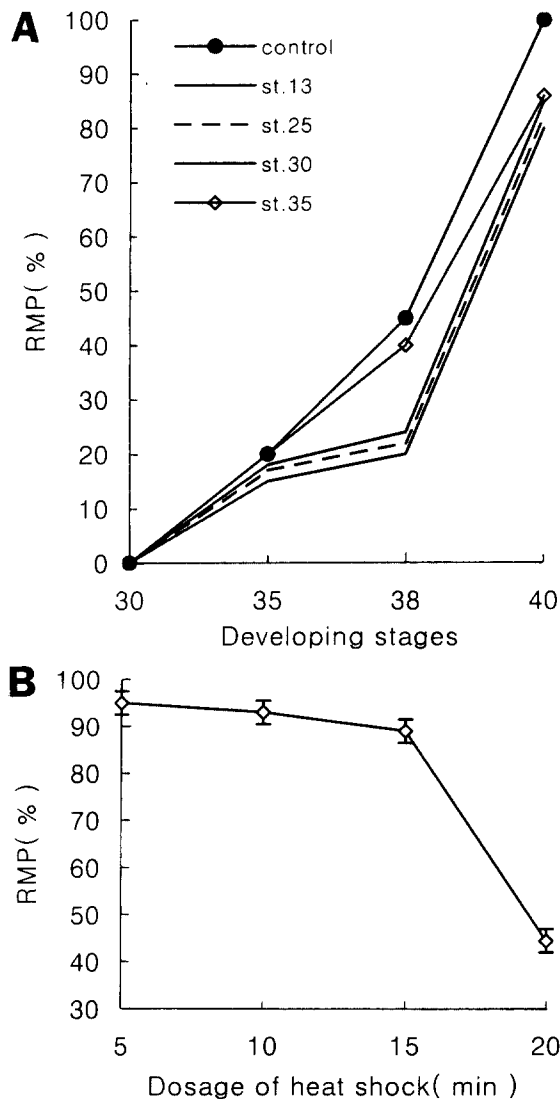 A
control
st.13
st.25
st.30
st.35
RMP( % )
100
90
80
70
60
50
40
30
20
10
0
30 35 38 40
Developing stages
B
RMP( % )
100
90
80
70
60
50
40
30
5 10 15 20
Dosage of heat shock( min )